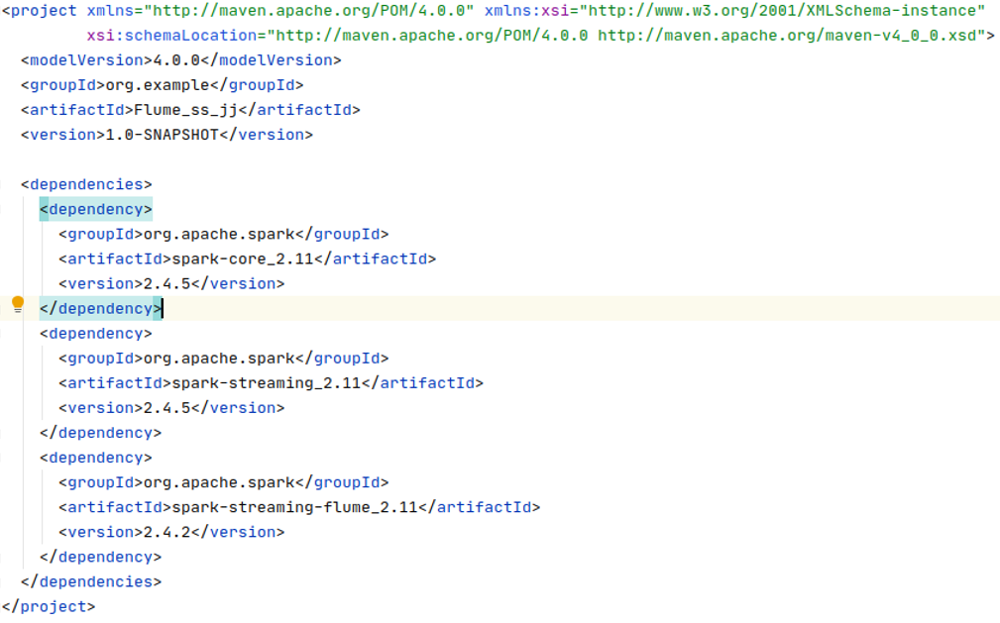 <project xmlns="http://maven.apache.org/POM/4.0.0" xmlns:xsi="http://www.w3.org/2001/XMLSchema-instance"
         xsi:schemaLocation="http://maven.apache.org/POM/4.0.0 http://maven.apache.org/maven-v4_0_0.xsd">
  <modelVersion>4.0.0</modelVersion>
  <groupId>org.example</groupId>
  <artifactId>Flume_ss_jj</artifactId>
  <version>1.0-SNAPSHOT</version>

  <dependencies>
    <dependency>
      <groupId>org.apache.spark</groupId>
      <artifactId>spark-core_2.11</artifactId>
      <version>2.4.5</version>
    </dependency>
    <dependency>
      <groupId>org.apache.spark</groupId>
      <artifactId>spark-streaming_2.11</artifactId>
      <version>2.4.5</version>
    </dependency>
    <dependency>
      <groupId>org.apache.spark</groupId>
      <artifactId>spark-streaming-flume_2.11</artifactId>
      <version>2.4.2</version>
    </dependency>
  </dependencies>
</project>